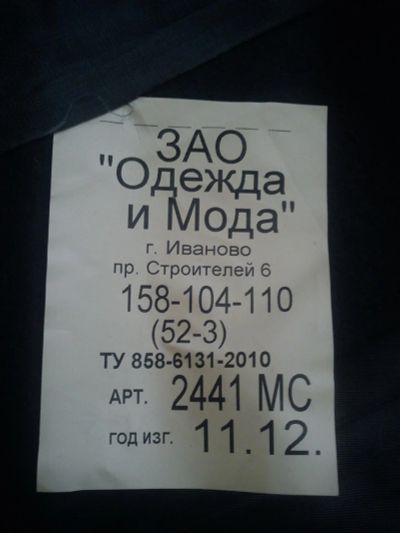 ЗАО
"Одежда
и Мода"
г. Иваново
пр. Строителей 6
158-104-110
(52-3)
ТУ 858-6131-2010
АРТ. 2441 МС
ГОД ИЗГ. 11.12.